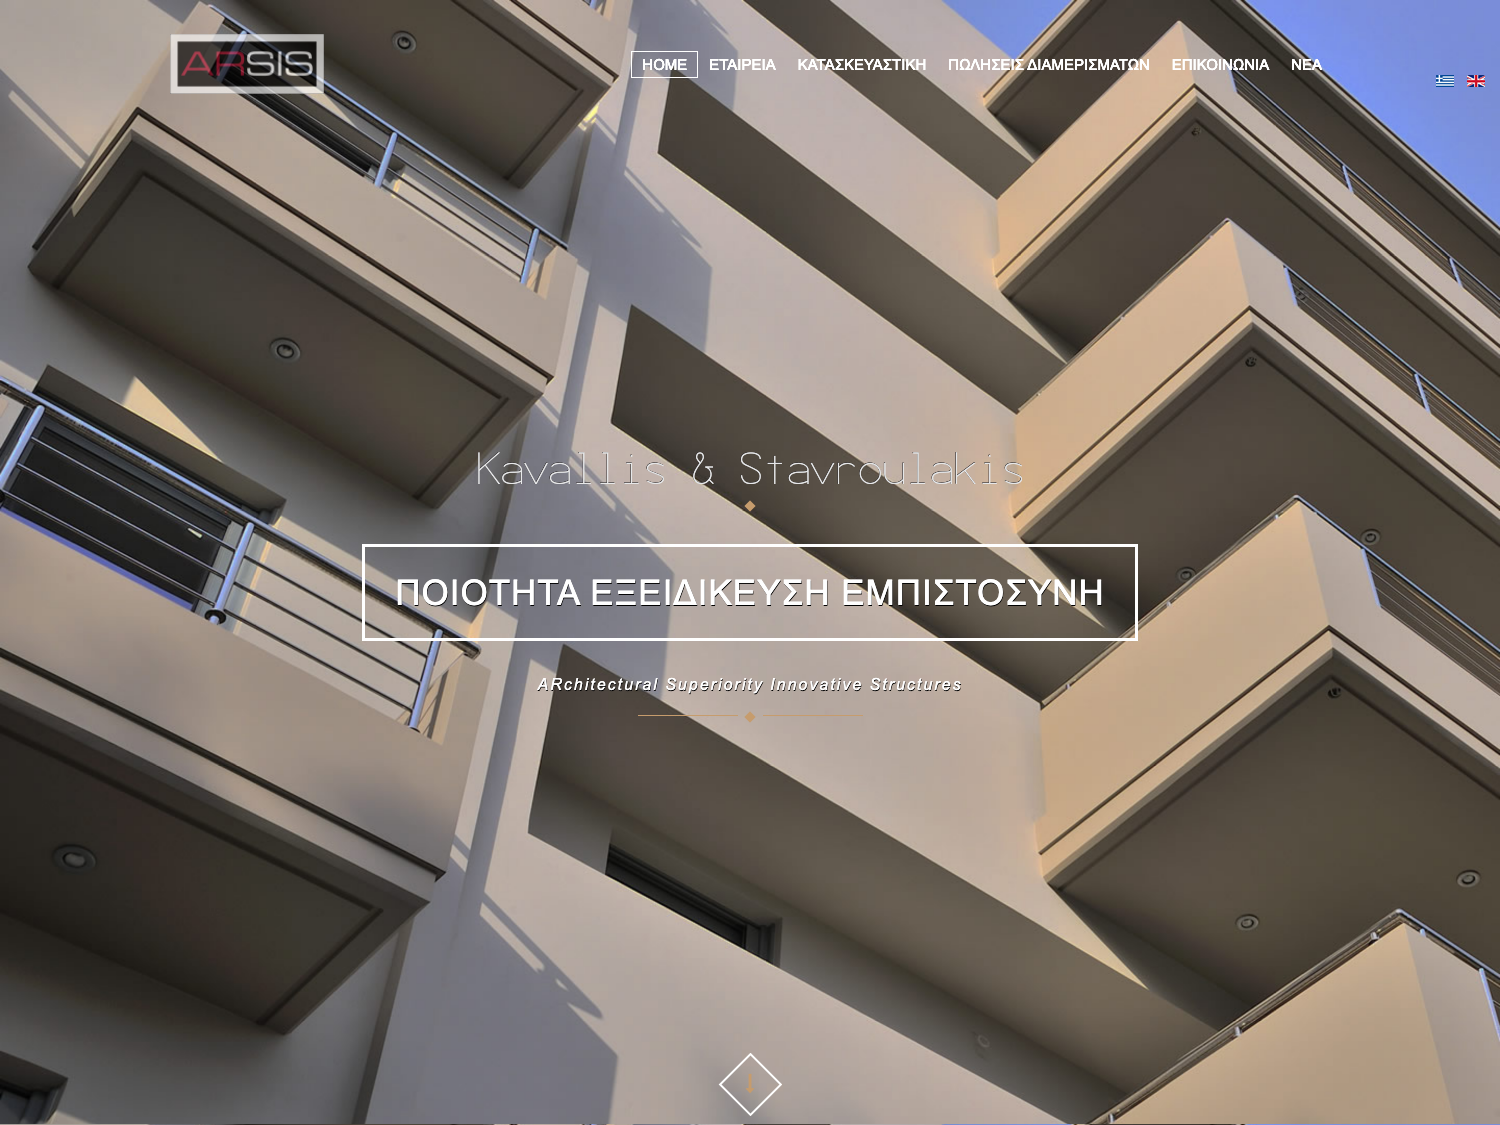 ARSIS
HOME ΕΤΑΙΡΕΙΑ ΚΑΤΑΣΚΕΥΑΣΤΙΚΗ ΠΩΛΗΣΕΙΣ ΔΙΑΜΕΡΙΣΜΑΤΩΝ ΕΠΙΚΟΙΝΩΝΙΑ ΝΕΑ
Kavallis & Stavroulakis
ΠΟΙΟΤΗΤΑ ΕΞΕΙΔΙΚΕΥΣΗ ΕΜΠΙΣΤΟΣΥΝΗ
ARchitectural Superiority Innovative Structures